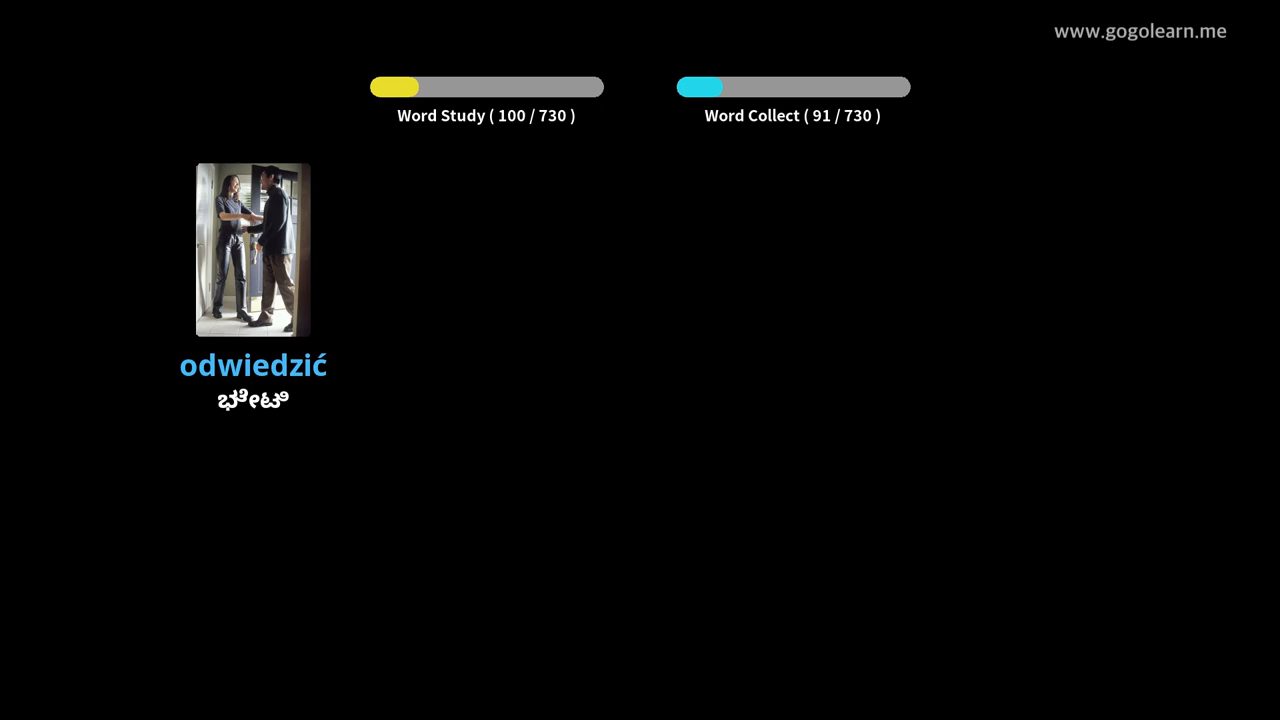 www.gogolearn.me
Word Study ( 100 / 730 )
Word Collect ( 91 / 730 )
odwiedzić
ಭೇಟಿ